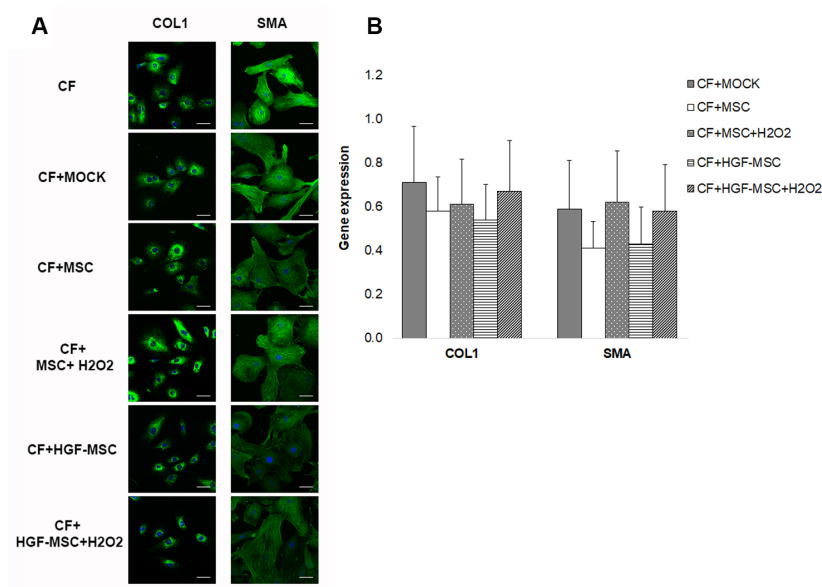 A
COL1 SMA
CF
CF+MOCK
CF+MSC
CF+
MSC+ H2O2
CF+HGF-MSC
CF+
HGF-MSC+H2O2
B
Gene expression
1.2
1.0
0.8
0.6
0.4
0.2
0.0
COL1 SMA
CF+MOCK
CF+MSC
CF+MSC+H2O2
CF+HGF-MSC
CF+HGF-MSC+H2O2